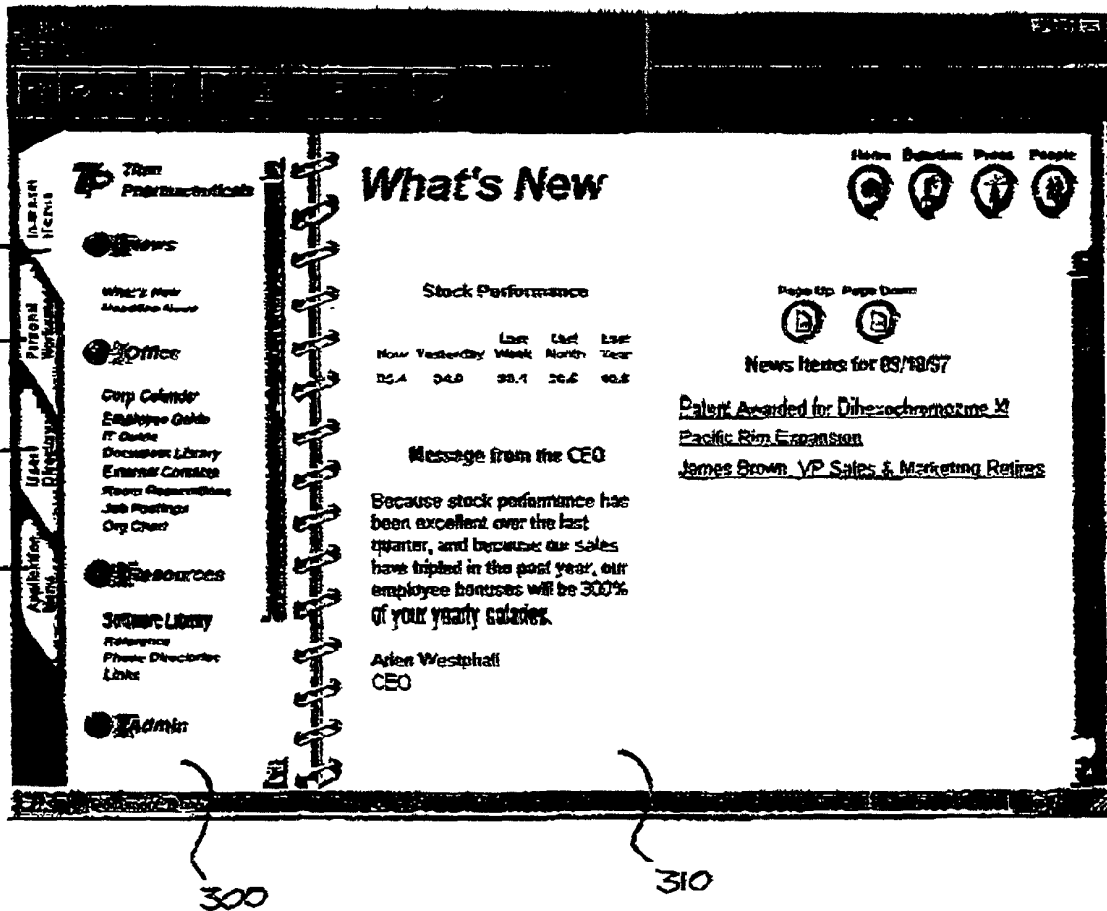 Pharmaceuticals
What's New
Home People
News
What's New
Office
Corp Calendar
Employee Guide
IT Guide
Document Library
External Contacts
Room Reservations
Job Postings
Org Chart
Resources
Software Library
Reference
Phone Directories
Links
Admin
Personal
Stock Performance
Last Last Last
Now Yesterday Week Month Year
Message from the CEO
Because stock performance has
been excellent over the last
quarter, and because our sales
have tripled in the past year, our
employee bonuses will be 300%
of your yearly salaries.
Arlen Westphall
CEO
Page Up Page Down
News Items for 09/18/97
Patent Awarded for
Pacific Rim Expansion
James Brown, VP Sales & Marketing Retires
300
310